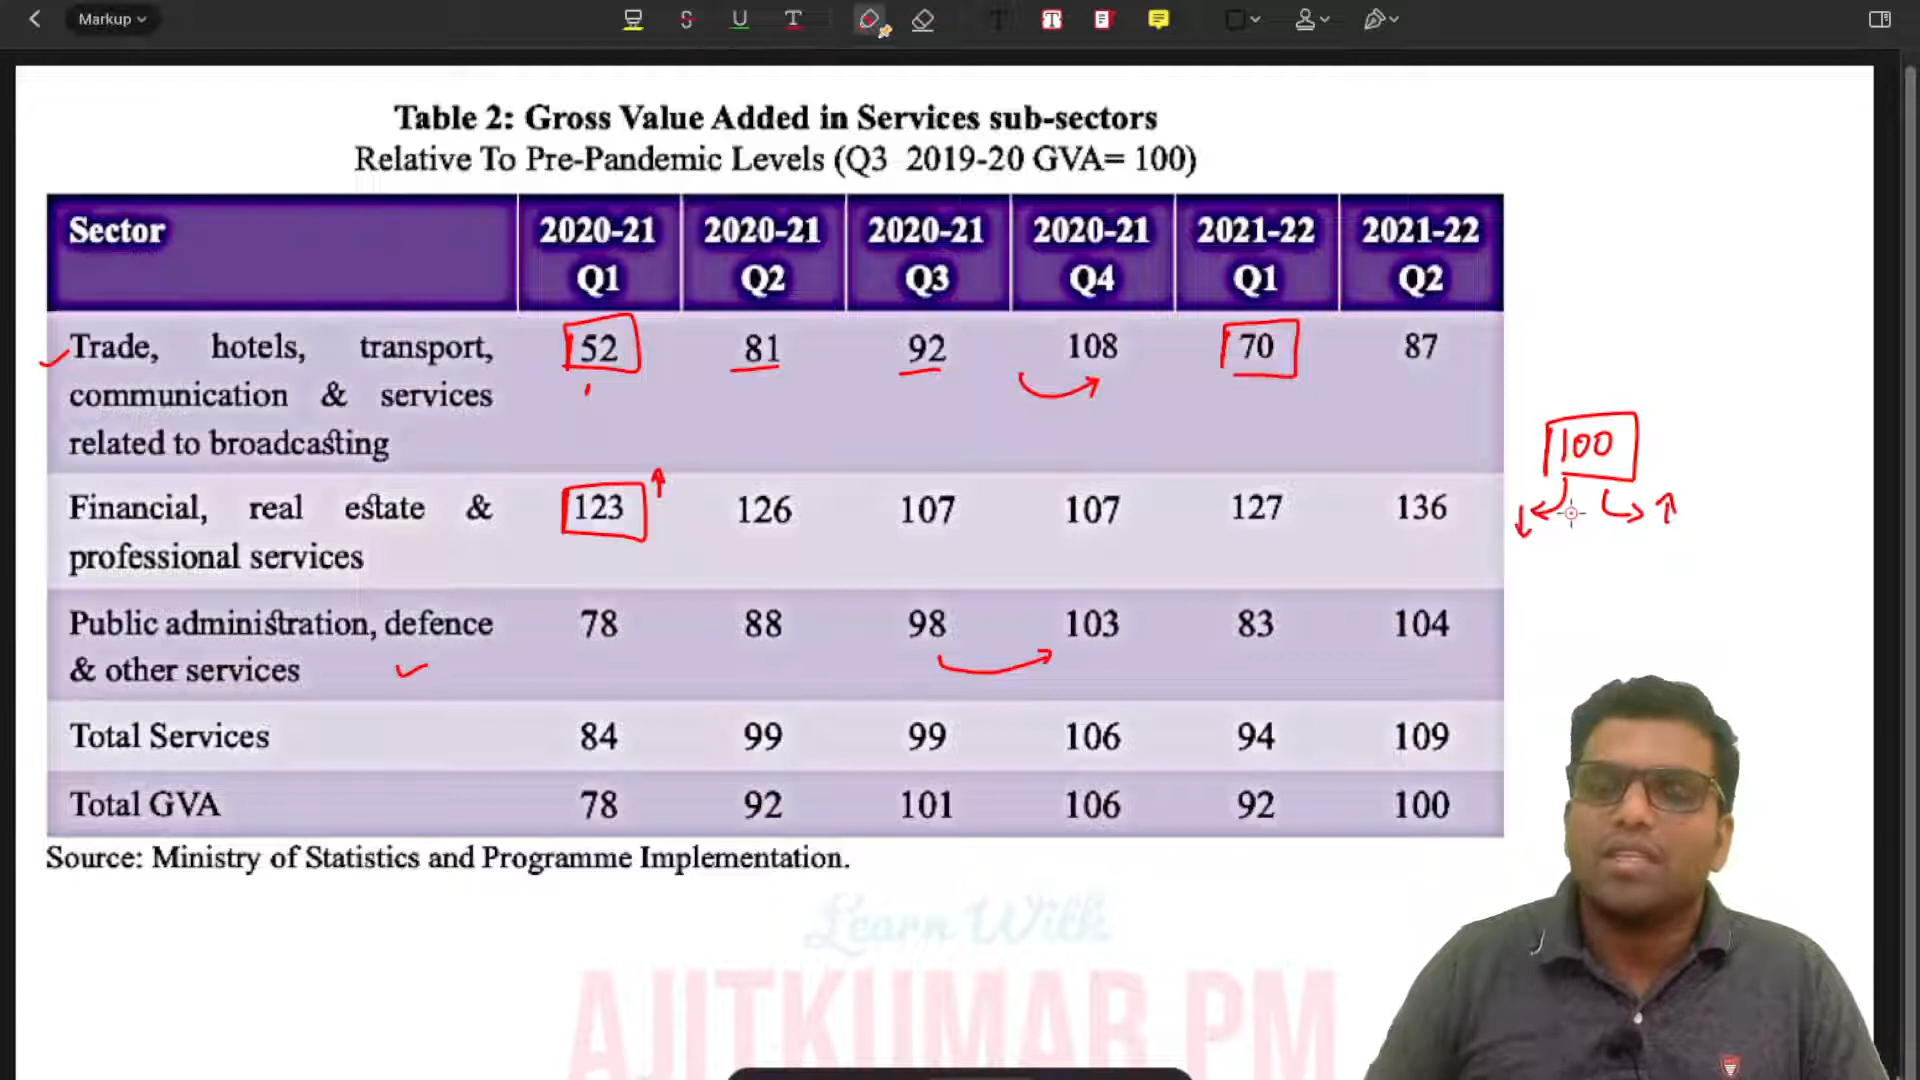 Markup
Table 2: Gross Value Added in Services sub-sectors
Relative To Pre-Pandemic Levels (Q3 2019-20 GVA= 100)
Sector 2020-21 Q1 2020-21 Q2 2020-21 Q3 2020-21 Q4 2021-22 Q1 2021-22 Q2
Trade, hotels, transport, 52 81 92 108 70 87
communication & services
related to broadcasting
100
Financial, real estate & 123 126 107 107 127 136
professional services
Public administration, defence 78 88 98 103 83 104
& other services
Total Services 84 99 99 106 94 109
Total GVA 78 92 101 106 92 100
Source: Ministry of Statistics and Programme Implementation.
Learn With
AJITKUMAR PM